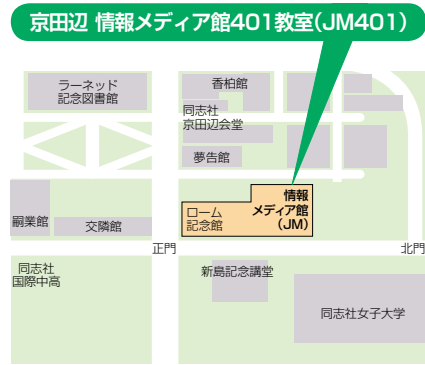 京田辺 情報メディア館401教室(JM401)
ラーネッド
記念図書館
香柏館
同志社
京田辺会堂
夢告館
嗣業館
交隣館
ローム
記念館
情報
メディア館
(JM)
正門
北門
同志社
国際中高
新島記念講堂
同志社女子大学